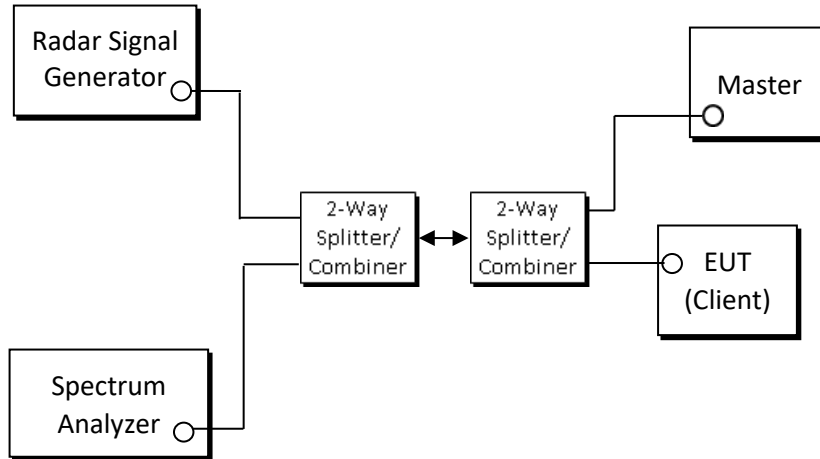 Radar Signal
Generator
Master
2-Way
Splitter/
Combiner
2-Way
Splitter/
Combiner
EUT
(Client)
Spectrum
Analyzer